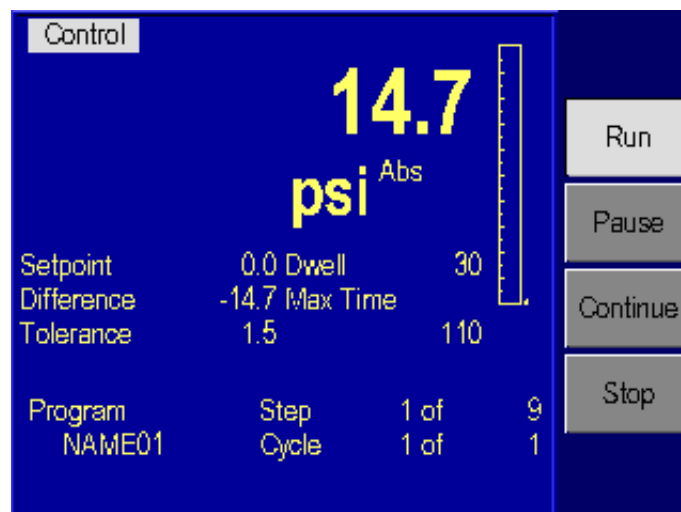 Control
14.7
psi Abs
Run
Pause
Continue
Stop
Setpoint 0.0 Dwell 30
Difference -14.7 Max Time
Tolerance 1.5 110
Program Step 1 of 9
NAME01 Cycle 1 of 1